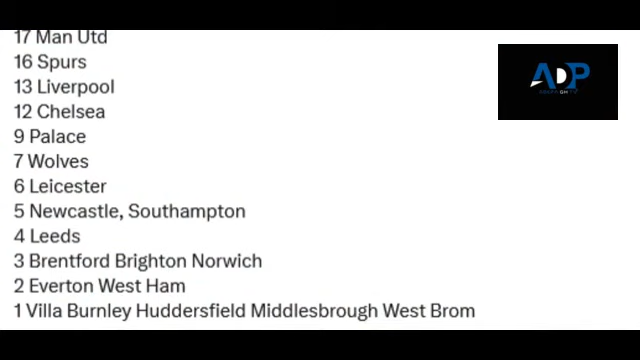 17 Man Utd
16 Spurs
13 Liverpool
12 Chelsea
9 Palace
7 Wolves
6 Leicester
5 Newcastle, Southampton
4 Leeds
3 Brentford Brighton Norwich
2 Everton West Ham
1 Villa Burnley Huddersfield Middlesbrough West Brom
ADP